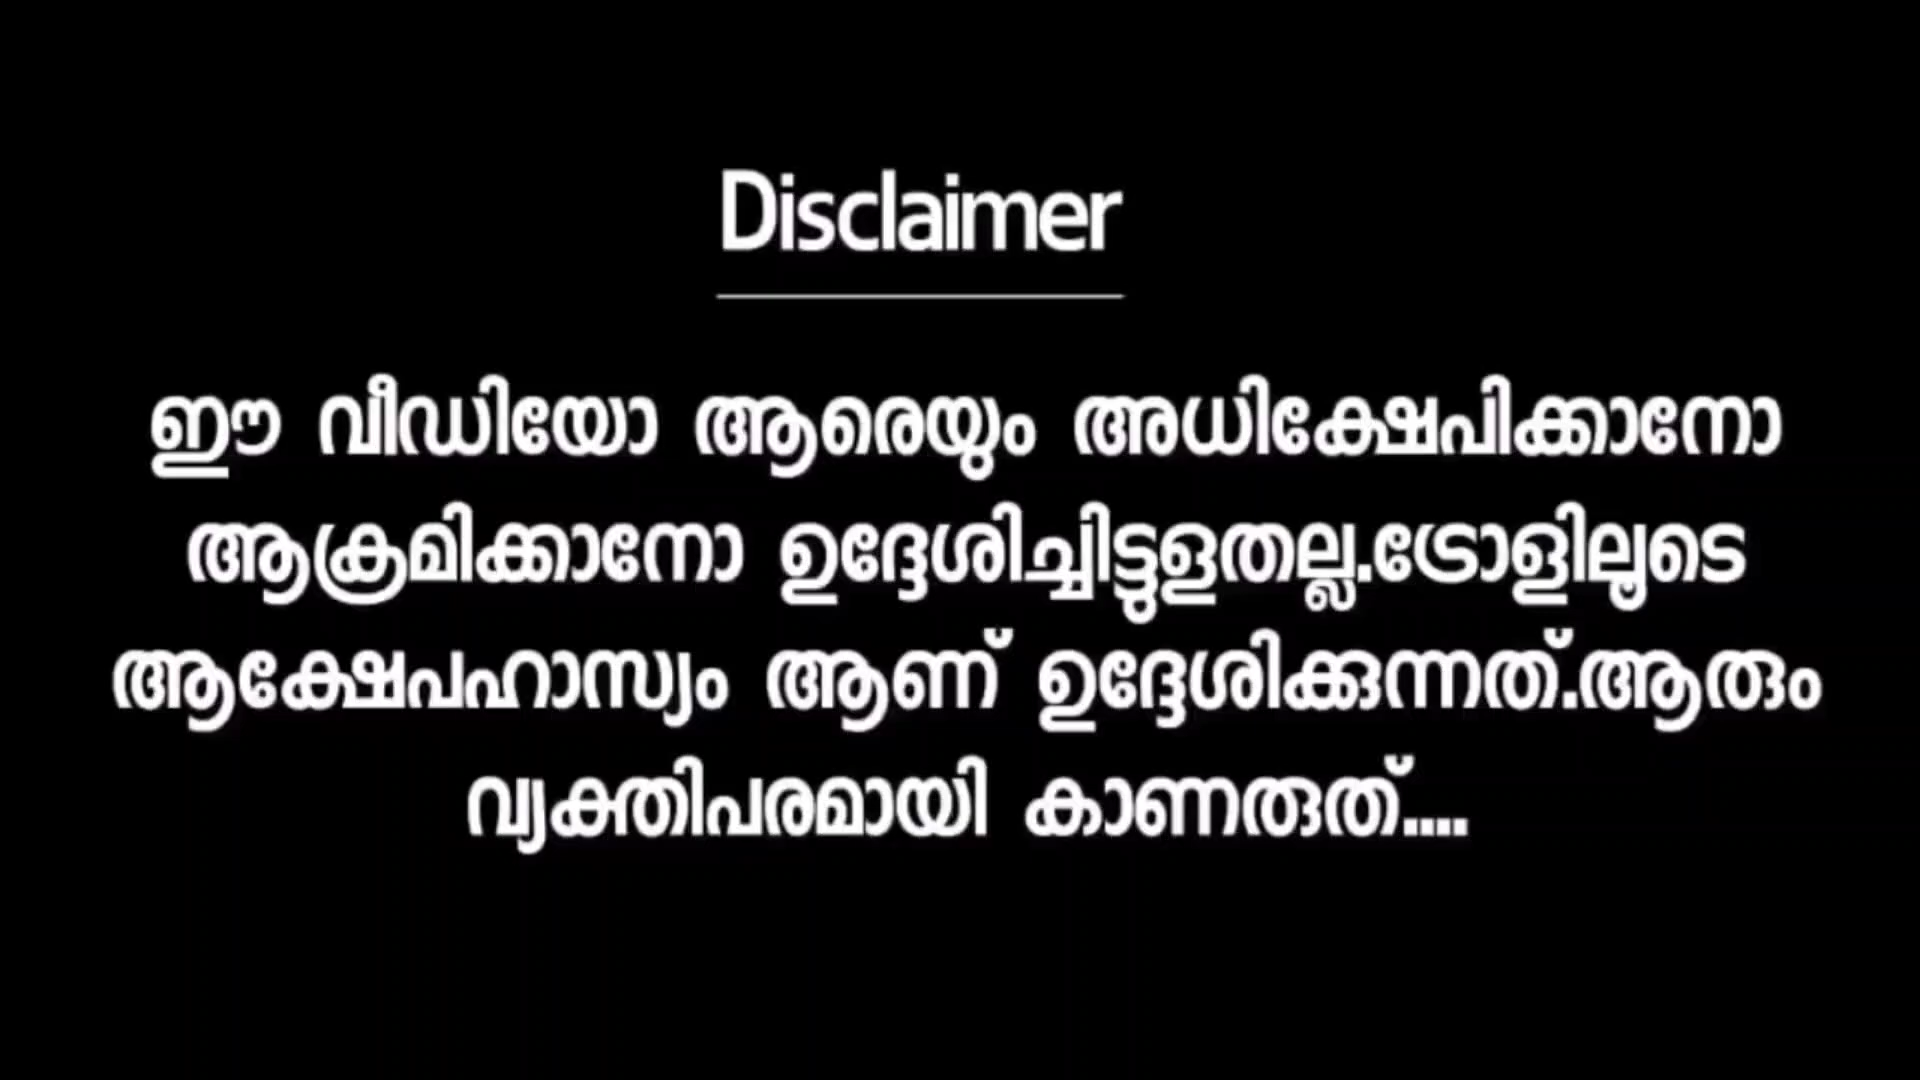 Disclaimer
ഈ വീഡിയോ ആരെയും അധിക്ഷേപിക്കാനോ
ആക്രമിക്കാനോ ഉദ്ദേശിച്ചിട്ടുളതല്ല.ട്രോളിലൂടെ
ആക്ഷേപഹാസ്യം ആണ് ഉദ്ദേശിക്കുന്നത്.ആരും
വ്യക്തിപരമായി കാണരുത്....